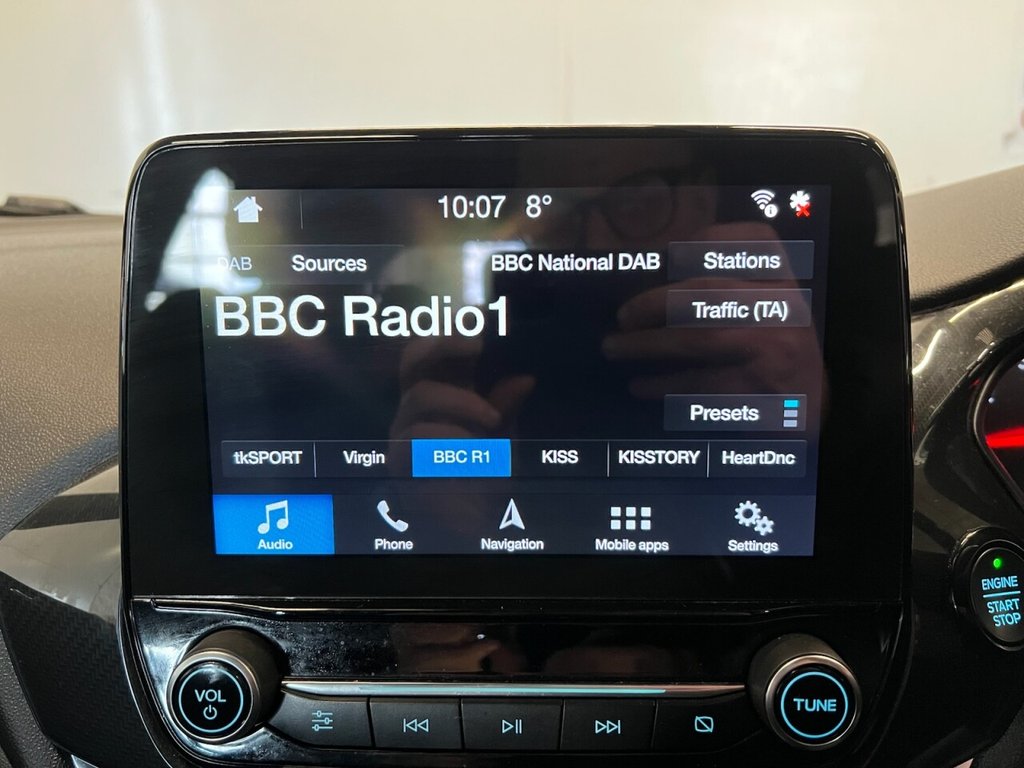 10:07 8°
DAB Sources BBC National DAB Stations
BBC Radio1
Traffic (TA)
Presets
tkSPORT Virgin BBC R1 KISS KISSTORY HeartDnc
Audio Phone Navigation Mobile apps Settings
ENGINE
START
STOP
VOL
TUNE